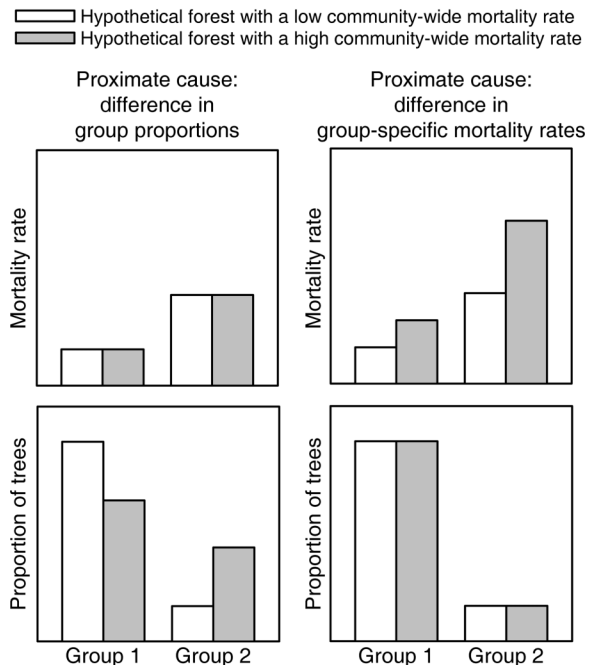 Hypothetical forest with a low community-wide mortality rate
Hypothetical forest with a high community-wide mortality rate
Proximate cause:
difference in
group proportions
Proximate cause:
difference in
group-specific mortality rates
Mortality rate
Mortality rate
Proportion of trees
Proportion of trees
Group 1
Group 2
Group 1
Group 2